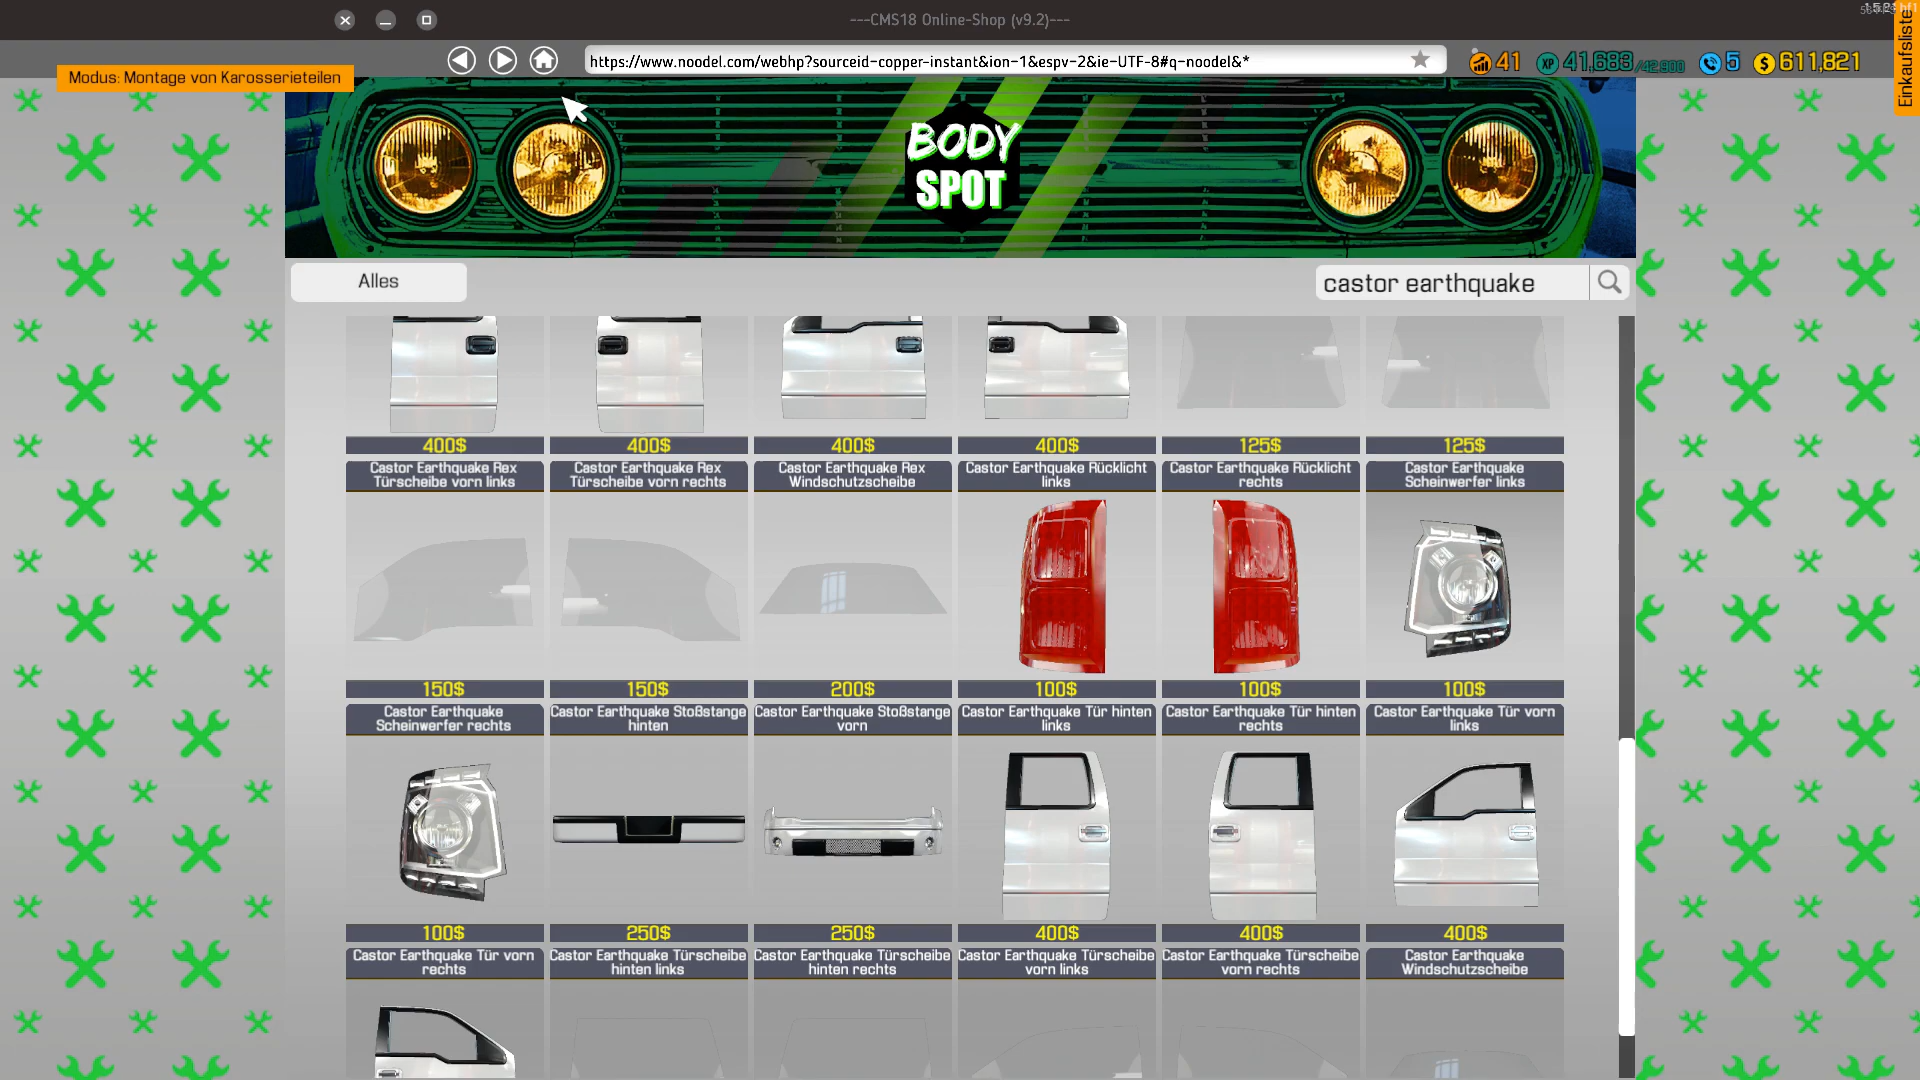 ---CMS18 Online-Shop (v9.2)---
https://www.noodel.com/webhp?sourceid-copper-instant&ion-1&espv-2&ie-UTF-8#q-noodel&*
41
XP 41,683/42,800
5
$ 611,821
Einkaufsliste
Modus: Montage von Karosserieteilen
BODY
SPOT
Alles
castor earthquake
400$ 400$ 400$ 400$ 125$ 125$
Castor Earthquake Rex
Türscheibe vorn links
Castor Earthquake Rex
Türscheibe vorn rechts
Castor Earthquake Rex
Windschutzscheibe
Castor Earthquake Rücklicht
links
Castor Earthquake Rücklicht
rechts
Castor Earthquake
Scheinwerfer links
150$ 150$ 200$ 100$ 100$ 100$
Castor Earthquake
Scheinwerfer rechts
Castor Earthquake Stoßstange
hinten
Castor Earthquake Stoßstange
vorn
Castor Earthquake Tür hinten
links
Castor Earthquake Tür hinten
rechts
Castor Earthquake Tür vorn
links
100$ 250$ 250$ 400$ 400$ 400$
Castor Earthquake Tür vorn
rechts
Castor Earthquake Türscheibe
hinten links
Castor Earthquake Türscheibe
hinten rechts
Castor Earthquake Türscheibe
vorn links
Castor Earthquake Türscheibe
vorn rechts
Castor Earthquake
Windschutzscheibe